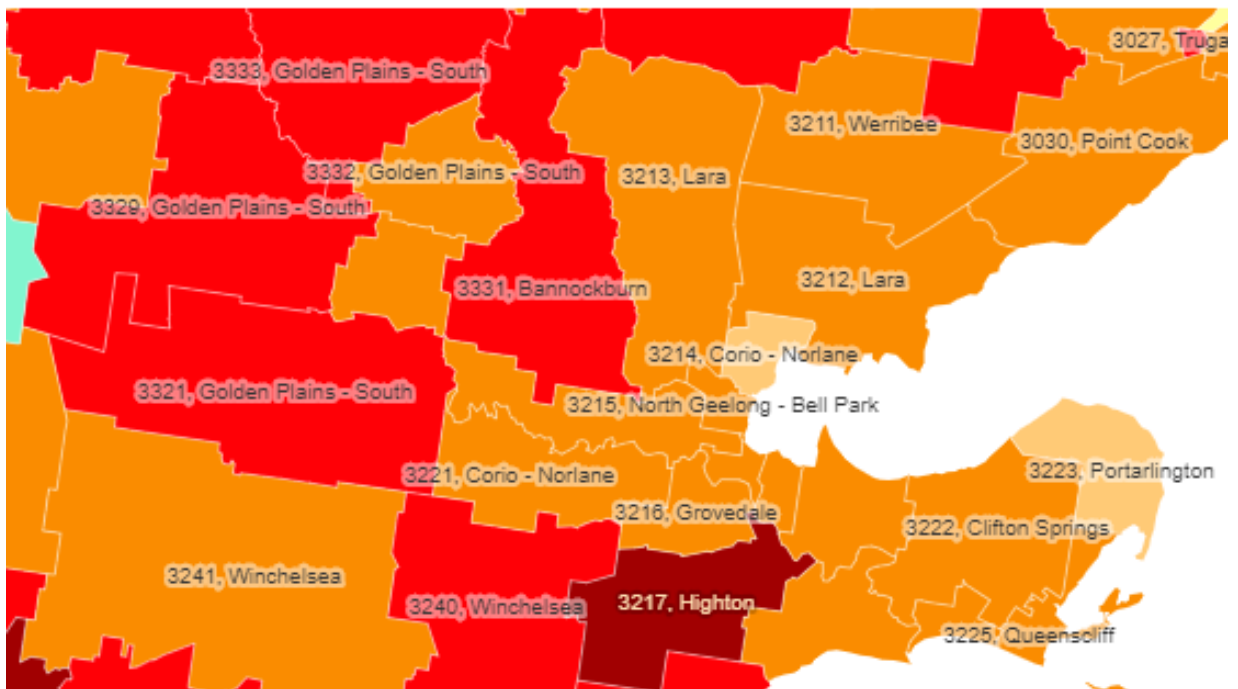 3027, Truga
3333, Golden Plains - South
3211, Werribee
3030, Point Cook
3332, Golden Plains - South
3213, Lara
3329, Golden Plains - South
3212, Lara
3331, Bannockburn
3214, Corio - Norlane
3321, Golden Plains - South
3215, North Geelong - Bell Park
3223, Portarlington
3221, Corio - Norlane
3216, Grovedale
3222, Clifton Springs
3241, Winchelsea
3240, Winchelsea
3217, Highton
3225, Queenscliff